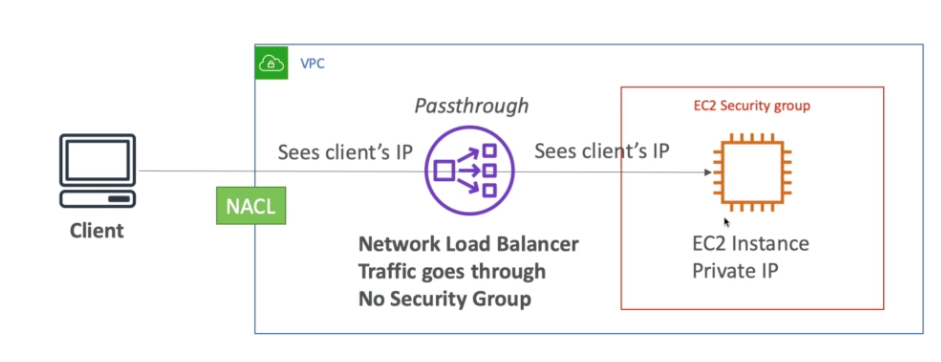 VPC
Passthrough
EC2 Security group
Sees client's IP
Sees client's IP
NACL
Client
Network Load Balancer
Traffic goes through
No Security Group
EC2 Instance
Private IP